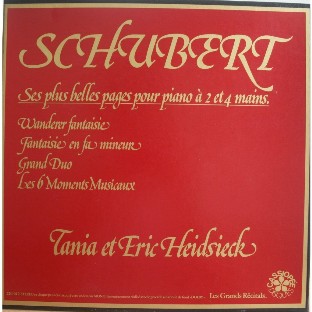 SCHUBERT
Ses plus belles pages pour piano à 2 et 4 mains.
Wanderer fantaisie
Fantaisie en fa mineur
Grand Duo
Les 6 Moments Musicaux
Tania et Eric Heidsieck
Les Grands Récitals
CASSIOPÉE